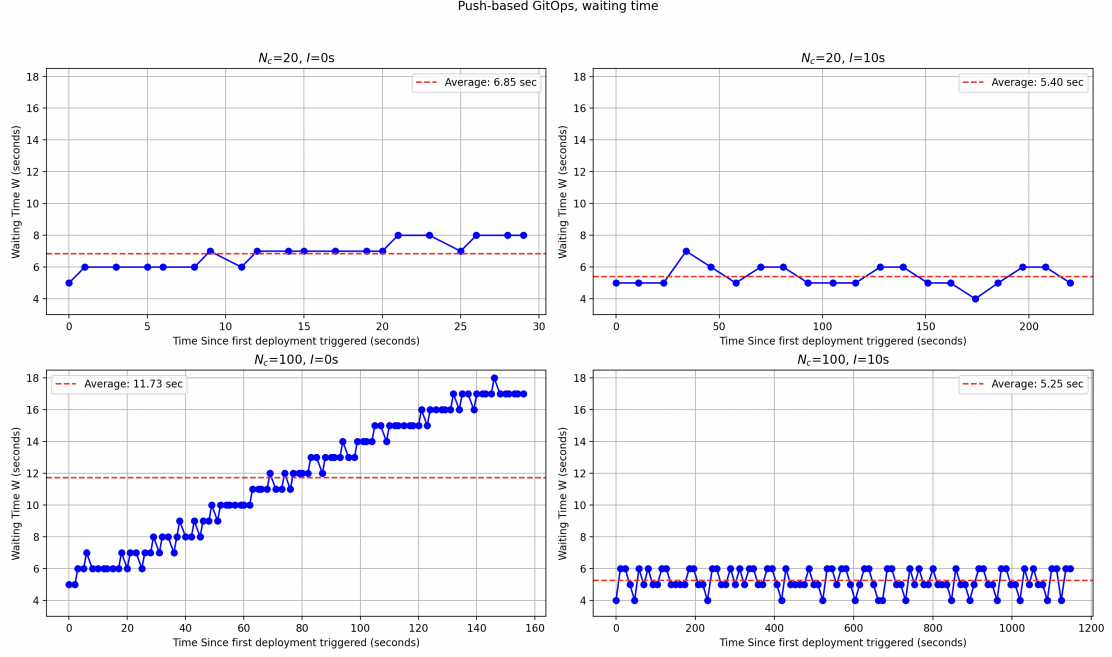 Push-based GitOps, waiting time
N_c=20, I=0s
Average: 6.85 sec
Waiting Time W (seconds)
18
16
14
12
10
8
6
4
0 5 10 15 20 25 30
Time Since first deployment triggered (seconds)
N_c=20, I=10s
Average: 5.40 sec
Waiting Time W (seconds)
18
16
14
12
10
8
6
4
0 50 100 150 200
Time Since first deployment triggered (seconds)
N_c=100, I=0s
Average: 11.73 sec
Waiting Time W (seconds)
18
16
14
12
10
8
6
4
0 20 40 60 80 100 120 140 160
Time Since first deployment triggered (seconds)
N_c=100, I=10s
Average: 5.25 sec
Waiting Time W (seconds)
18
16
14
12
10
8
6
4
0 200 400 600 800 1000 1200
Time Since first deployment triggered (seconds)